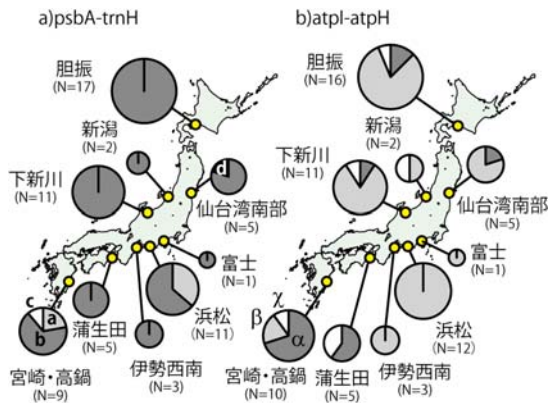 a)psbA-trnH
胆振
(N=17)
新潟
(N=2)
下新川
(N=11)
d
仙台湾南部
(N=5)
富士
(N=1)
浜松
(N=11)
伊勢西南
(N=3)
蒲生田
(N=5)
c
a
b
宮崎・高鍋
(N=9)
b)atpI-atpH
胆振
(N=16)
新潟
(N=2)
下新川
(N=11)
仙台湾南部
(N=5)
富士
(N=1)
浜松
(N=12)
伊勢西南
(N=3)
蒲生田
(N=5)
χ
β
α
宮崎・高鍋
(N=10)